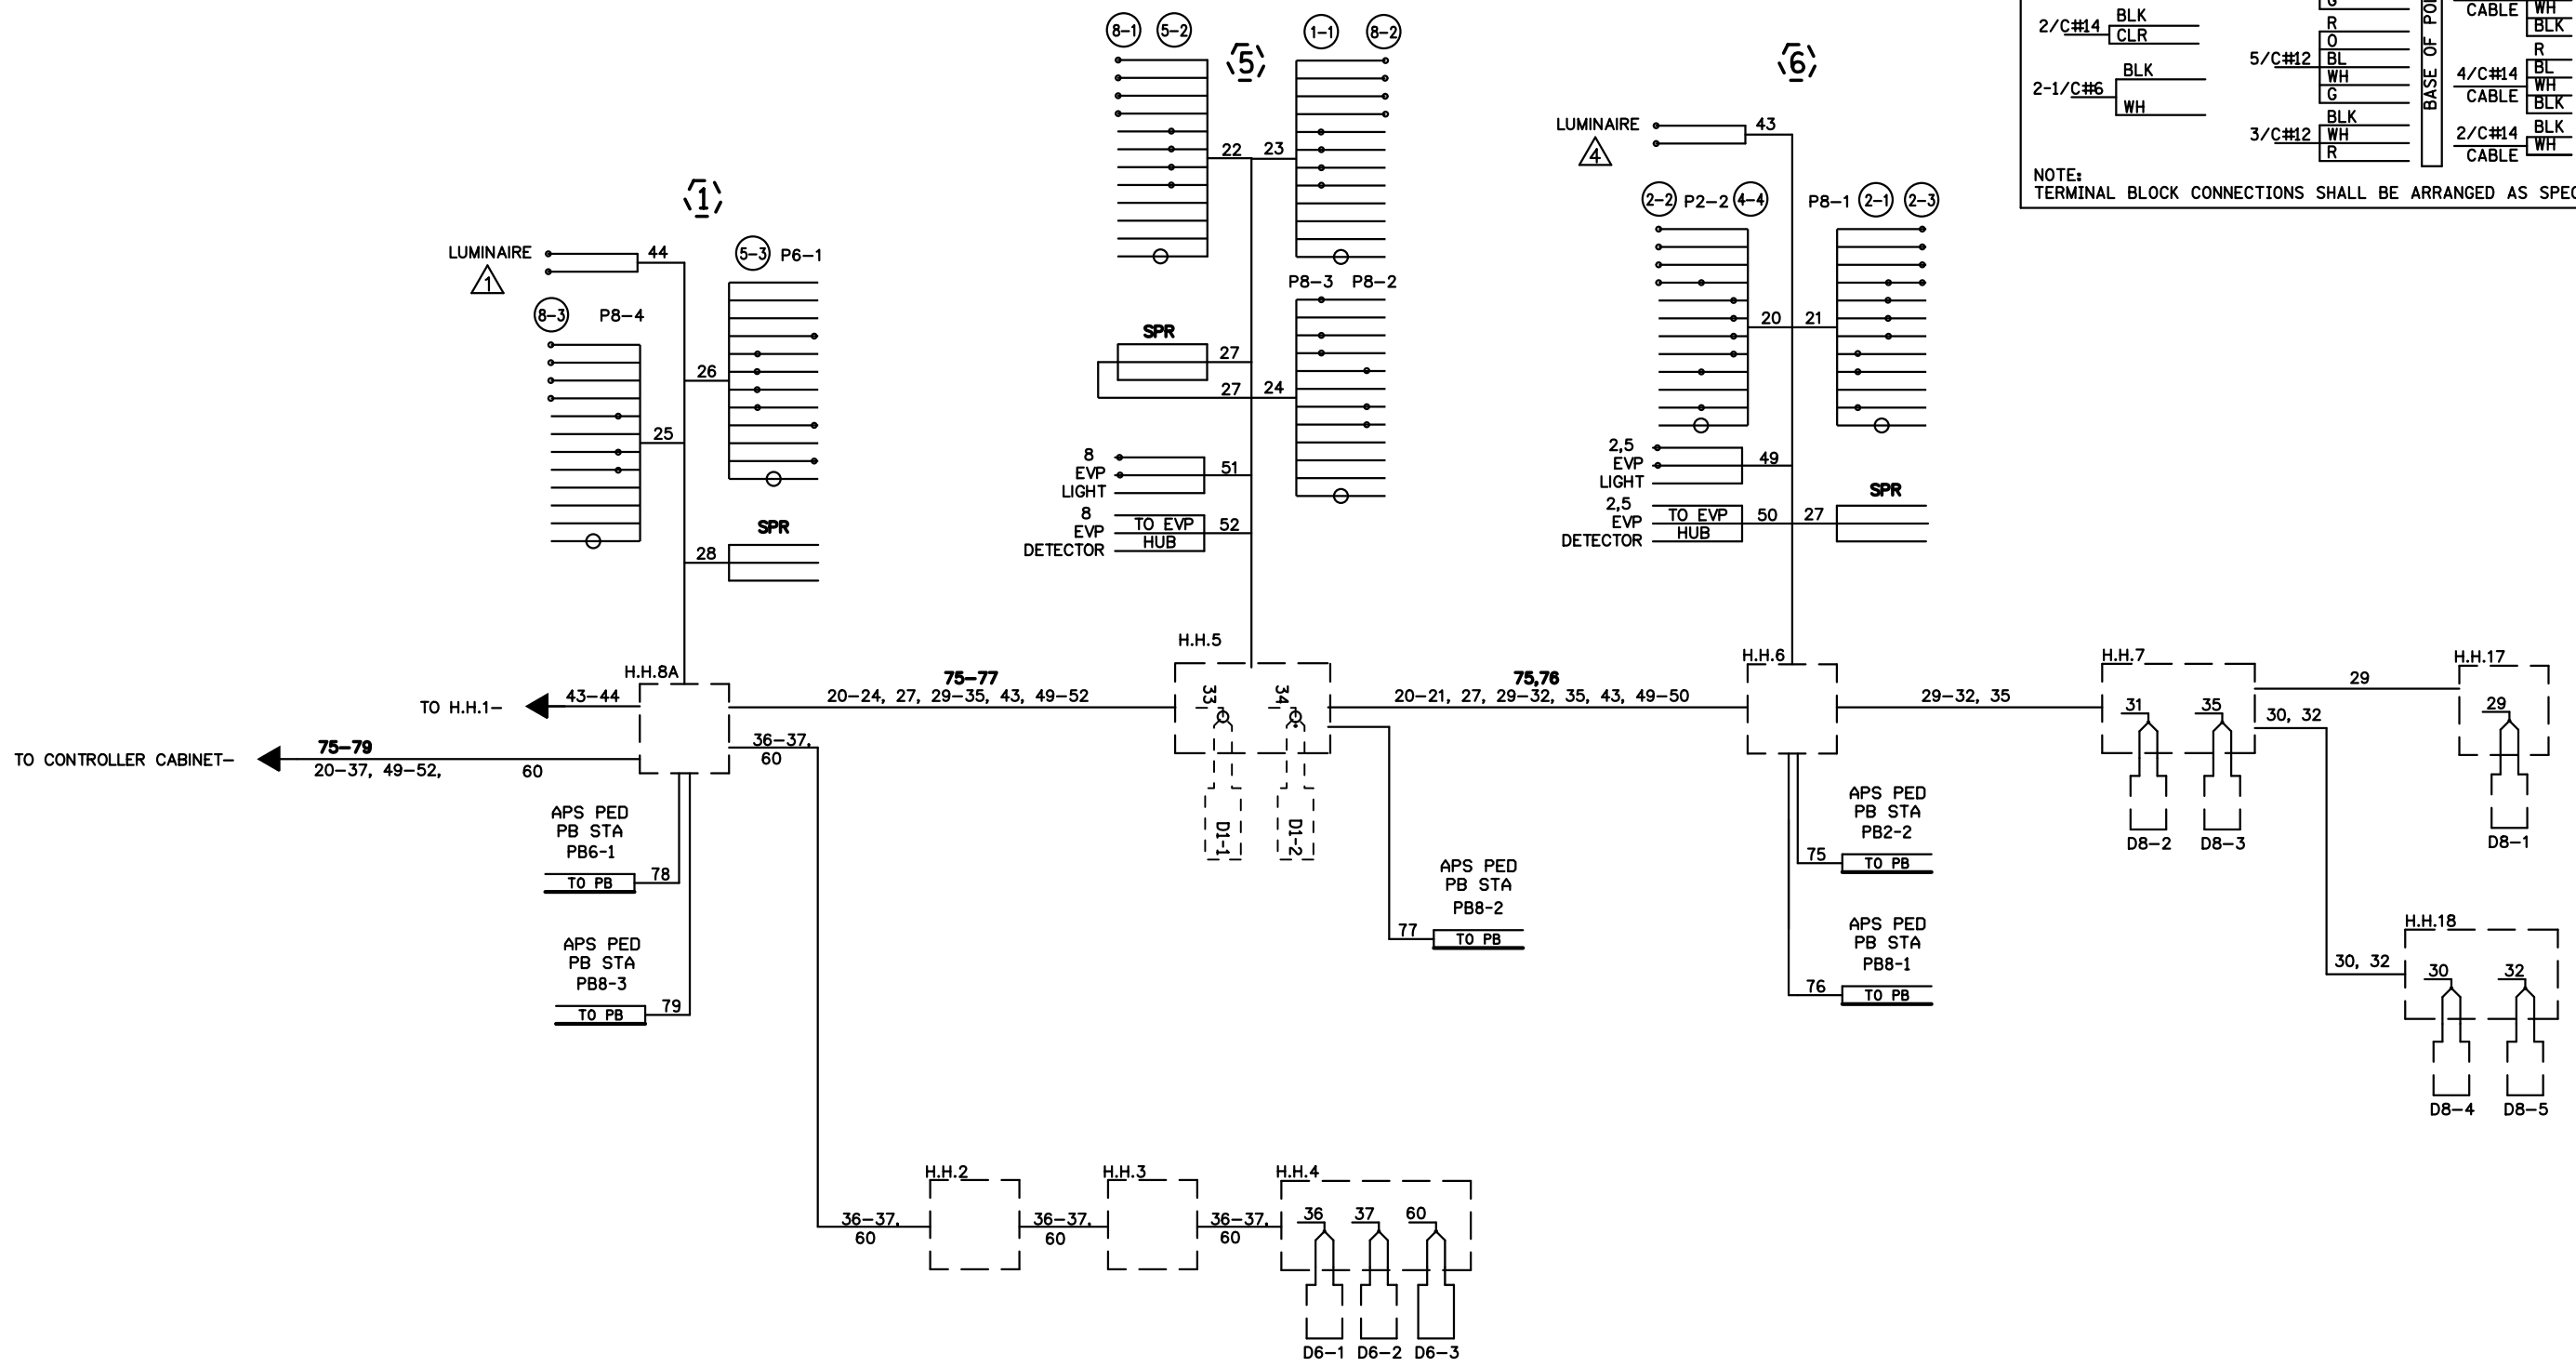 8-1 5-2
5
1-1 8-2
22 23
P8-3 P8-2
SPR
27
27 24
8
EVP
LIGHT
51
8
EVP
DETECTOR
TO EVP
HUB
52
6
LUMINAIRE
4
43
2-2 P2-2 4-4
P8-1 2-1 2-3
20 21
2,5
EVP
LIGHT
49
2,5
EVP
DETECTOR
TO EVP
HUB
50 27
SPR
1
LUMINAIRE
1
44
5-3 P6-1
8-3 P8-4
26
25
SPR
28
2/C#14
BLK
CLR
2-1/C#6
BLK
WH
G
R
O
5/C#12
BL
WH
G
BLK
3/C#12
WH
R
BASE OF
CABLE
WH
BLK
R
4/C#14
BL
WH
CABLE
BLK
2/C#14
BLK
CABLE
WH
NOTE:
TERMINAL BLOCK CONNECTIONS SHALL BE ARRANGED AS
H.H.8A
TO H.H.1-
43-44
TO CONTROLLER CABINET-
75-79
20-37, 49-52, 60
75-77
20-24, 27, 29-35, 43, 49-52
36-37,
60
H.H.5
33 34
D1-1 D1-2
75,76
20-21, 27, 29-32, 35, 43, 49-50
H.H.6
29-32, 35
H.H.7
31 35
D8-2 D8-3
29
30, 32
H.H.17
29
D8-1
APS PED
PB STA
PB6-1
TO PB
78
APS PED
PB STA
PB8-3
TO PB
79
APS PED
PB STA
PB8-2
77
TO PB
APS PED
PB STA
PB2-2
75
TO PB
APS PED
PB STA
PB8-1
76
TO PB
30, 32
H.H.18
30 32
D8-4 D8-5
36-37,
60
H.H.2
36-37,
60
H.H.3
36-37,
60
H.H.4
36 37 60
D6-1 D6-2 D6-3